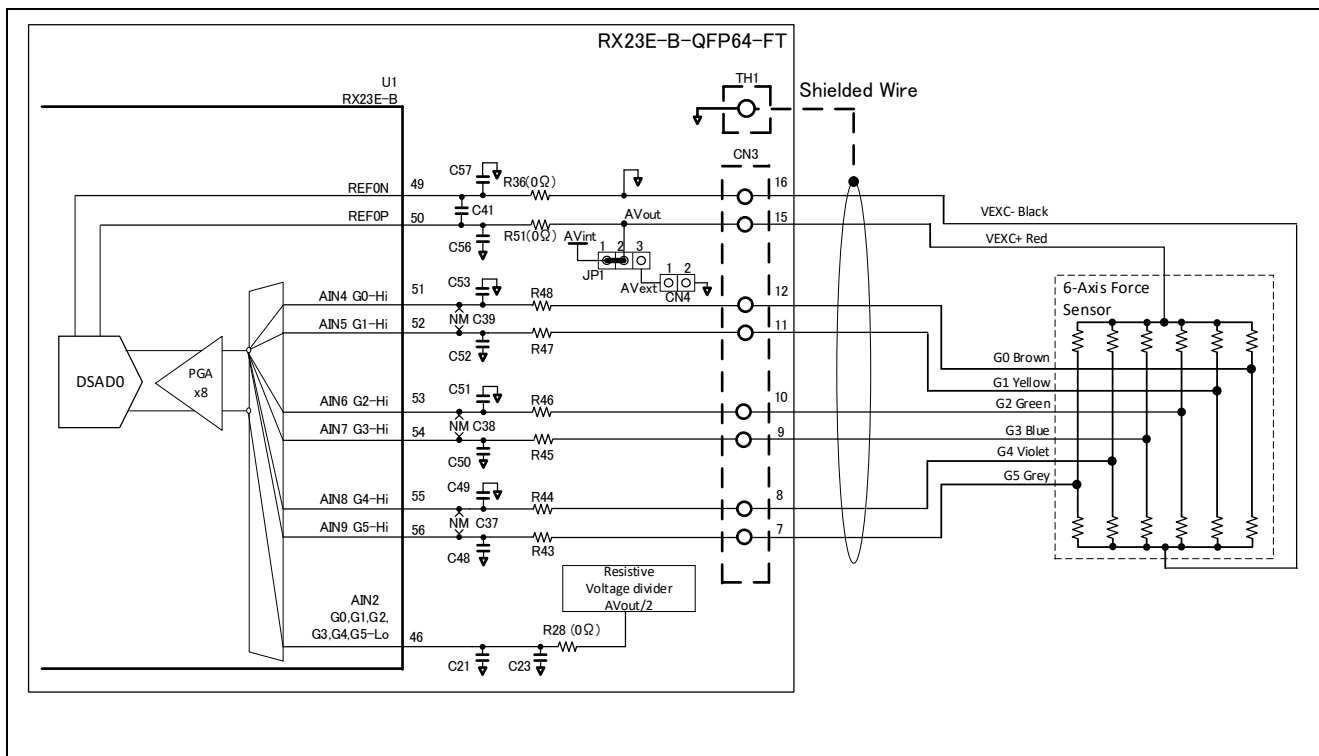 RX23E-B-QFP64-FT
U1
RX23E-B
TH1
Shielded Wire
CN3
C57
R36(0Ω)
REF0N
49
16
C41
VEXC- Black
REF0P
50
AVout
15
C56
R51(0Ω)
AVint
VEXC+ Red
1 2 3
JP1
1 2
AVext
CN4
C53
AIN4 G0-Hi
51
R48
12
6-Axis Force
Sensor
NM C39
AIN5 G1-Hi
52
11
C52
R47
G0 Brown
DSAD0
PGA
x8
G1 Yellow
C51
AIN6 G2-Hi
53
R46
10
G2 Green
NM C38
AIN7 G3-Hi
54
9
G3 Blue
C50
R45
G4 Violet
C49
G5 Grey
AIN8 G4-Hi
55
R44
8
NM C37
AIN9 G5-Hi
56
7
C48
R43
Resistive
Voltage divider
AVout/2
AIN2
G0,G1,G2,
G3,G4,G5-Lo
46
R28 (0Ω)
C21
C23